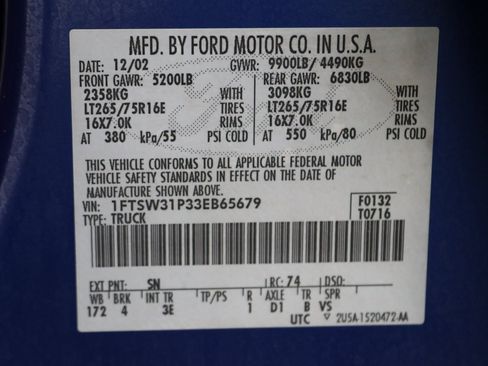 MFD. BY FORD MOTOR CO. IN U.S.A.
DATE: 12/02 GVWR: 9900LB/ 4490KG
FRONT GAWR: 5200LB REAR GAWR: 6830LB
2358KG WITH 3098KG WITH
LT265/75R16E TIRES LT265/75R16E TIRES
16X7.0K RIMS 16X7.0K RIMS
AT 380 kPa/55 PSI COLD AT 550 kPa/80 PSI COLD
THIS VEHICLE CONFORMS TO ALL APPLICABLE FEDERAL MOTOR
VEHICLE SAFETY STANDARDS IN EFFECT ON THE DATE OF
MANUFACTURE SHOWN ABOVE.
VIN: 1FTSW31P33EB65679 F0132
TYPE: TRUCK T0716
EXT PNT: SN RC: 74 DSO:
WB BRK INT TR TP/PS R AXLE TR SPR
172 4 3E 1 D1 B VS
UTC ▽ 2U5A-1520472-AA